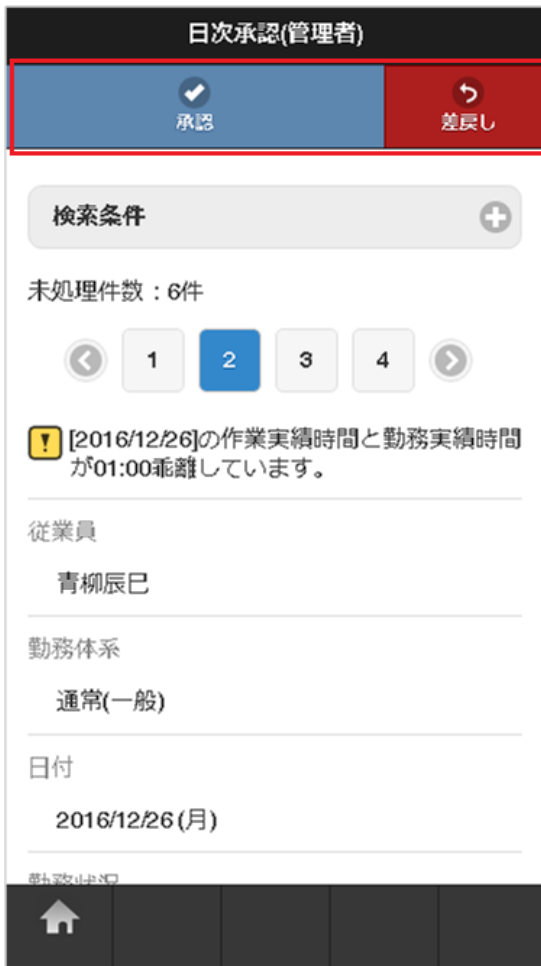 日次承認(管理者)
承認
差戻し
検索条件
未処理件数：6件
1
2
3
4
[2016/12/26]の作業実績時間と勤務実績時間
が01:00乖離しています。
従業員
青柳辰巳
勤務体系
通常(一般)
日付
2016/12/26 (月)
勤務状況